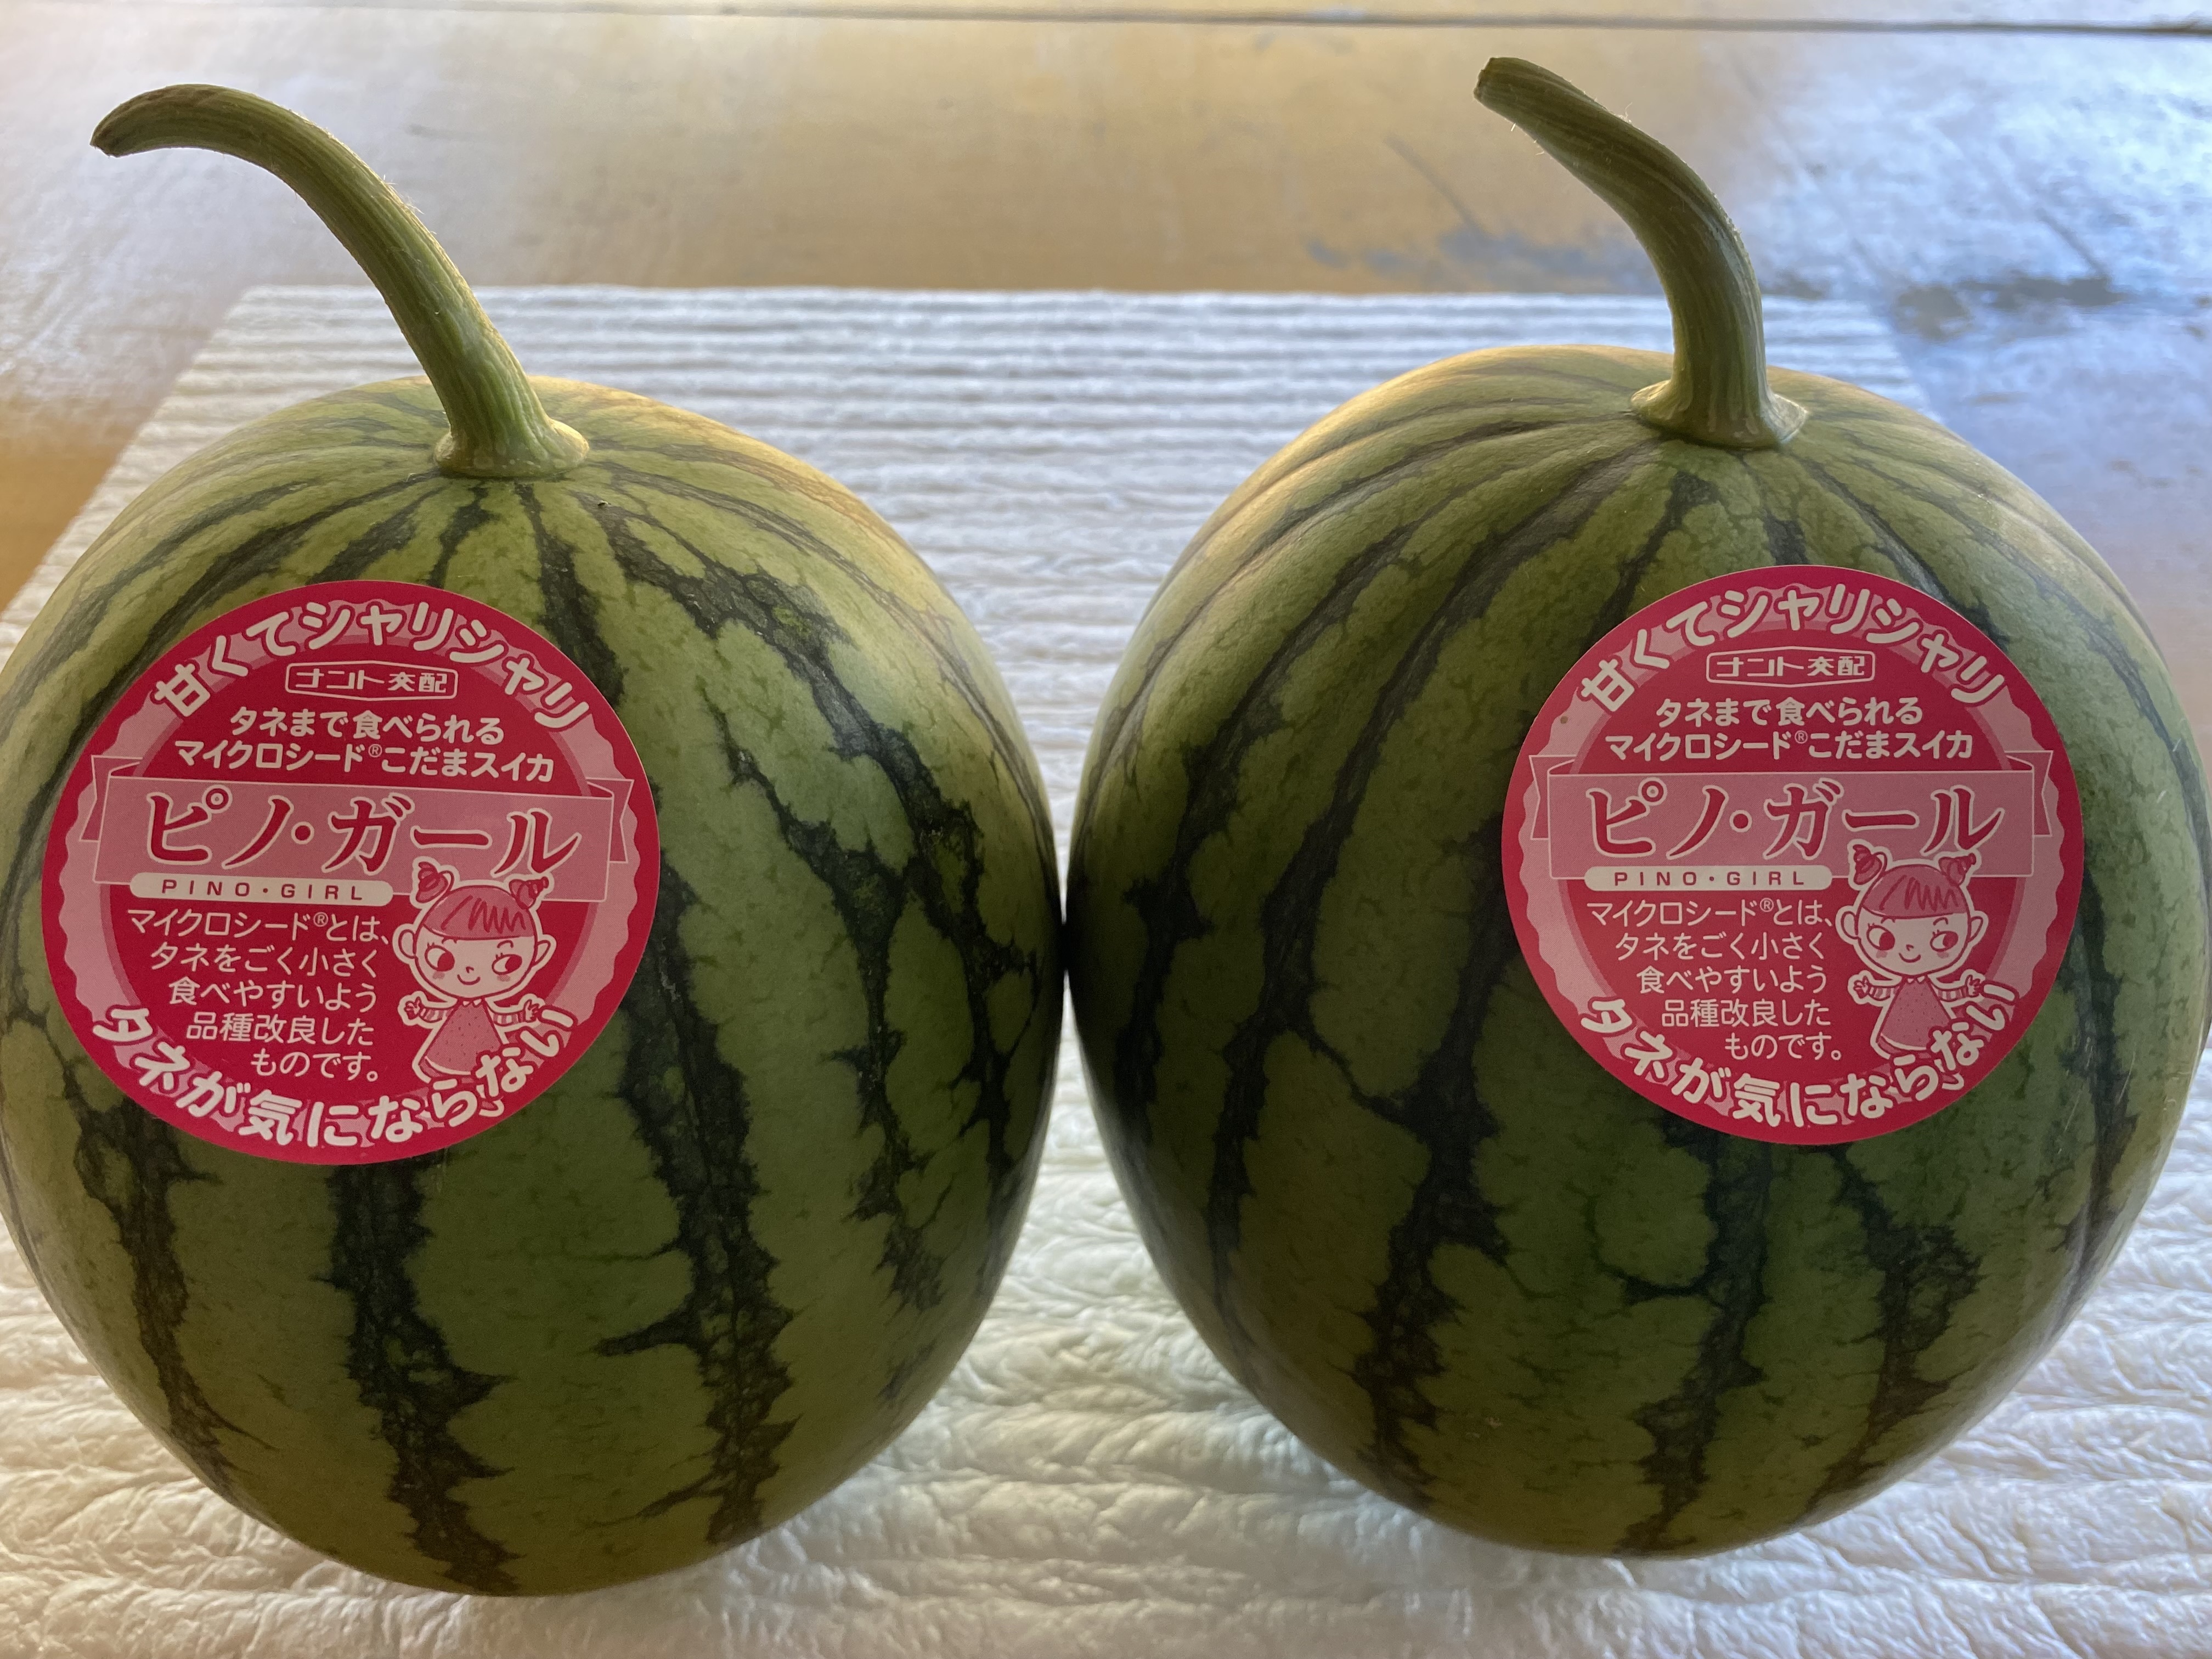 甘くてシャリシャリ
ナント交配
タネまで食べられる
マイクロシード®こだまスイカ
ピノ・ガール
PINO・GIRL
マイクロシード®とは、
タネをごく小さく
食べやすいよう
品種改良した
ものです。
タネが気にならない
甘くてシャリシャリ
ナント交配
タネまで食べられる
マイクロシード®こだまスイカ
ピノ・ガール
PINO・GIRL
マイクロシード®とは、
タネをごく小さく
食べやすいよう
品種改良した
ものです。
タネが気にならない